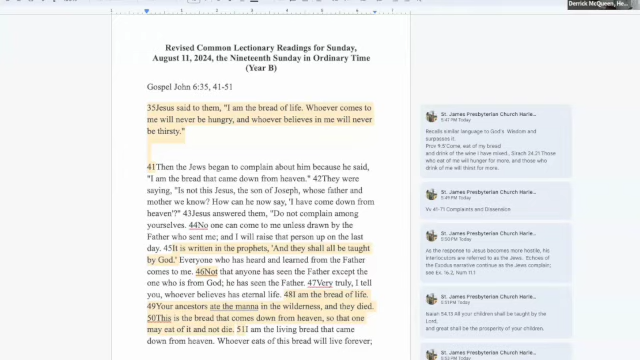 Derrick McQueen, He...
Revised Common Lectionary Readings for Sunday,
August 11, 2024, the Nineteenth Sunday in Ordinary Time
(Year B)
Gospel John 6:35, 41-51
35Jesus said to them, "I am the bread of life. Whoever comes to
me will never be hungry, and whoever believes in me will never
be thirsty."
41Then the Jews began to complain about him because he said,
"I am the bread that came down from heaven." 42They were
saying, "Is not this Jesus, the son of Joseph, whose father and
mother we know? How can he now say, 'I have come down from
heaven'?" 43Jesus answered them, "Do not complain among
yourselves. 44No one can come to me unless drawn by the
Father who sent me; and I will raise that person up on the last
day. 45It is written in the prophets, 'And they shall all be taught
by God.' Everyone who has heard and learned from the Father
comes to me. 46Not that anyone has seen the Father except the
one who is from God; he has seen the Father. 47Very truly, I tell
you, whoever believes has eternal life. 48I am the bread of life.
49Your ancestors ate the manna in the wilderness, and they died.
50This is the bread that comes down from heaven, so that one
may eat of it and not die. 51I am the living bread that came
down from heaven. Whoever eats of this bread will live forever;
St. James Presbyterian Church Harle...
5:47 PM Today
Recalls similar language to God's Wisdom and
surpasses it.
Prov 9:5 Come, eat of my bread
and drink of the wine I have mixed... Sirach 24.21 Those
who eat of me will hunger for more, and those who
drink of me will thirst for more.
St. James Presbyterian Church Harle...
5:49 PM Today
Vs 41-71 Complaints and Dissension
St. James Presbyterian Church Harle...
5:50 PM Today
As the response to Jesus becomes more hostile, his
interlocutors are referred to as the Jews. Echoes of
the Exodus narrative continue as the Jews complain;
see Ex. 16.2, Num 11.1
St. James Presbyterian Church Harle...
5:51 PM Today
Isaiah 54:13 All your children shall be taught by
the Lord,
and great shall be the prosperity of your children.
St. James Presbyterian Church Harle...